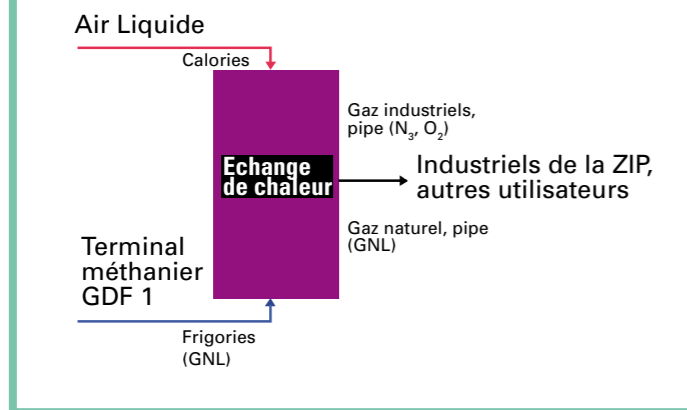 Air Liquide
Calories
Gaz industriels,
pipe (N₃, O₂)
Echange
de chaleur
Industriels de la ZIP,
autres utilisateurs
Gaz naturel, pipe
(GNL)
Terminal
méthanier
GDF 1
Frigories
(GNL)